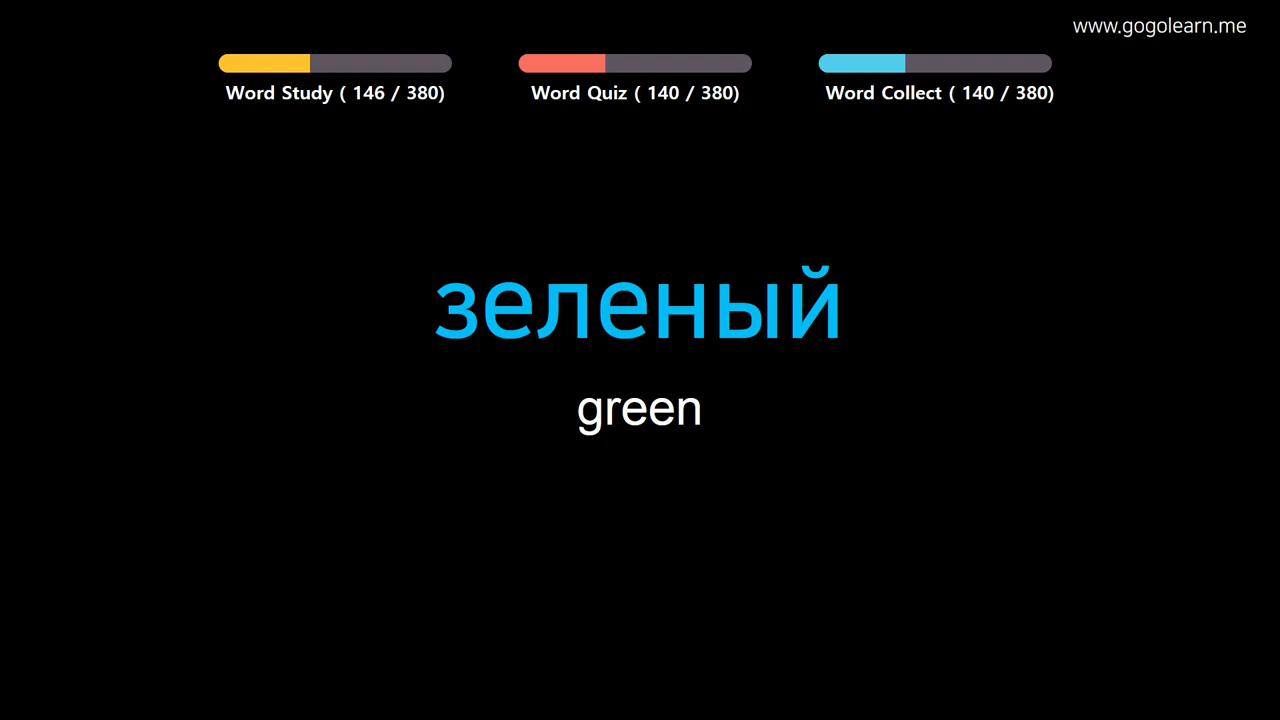 www.gogolearn.me
Word Study ( 146 / 380)
Word Quiz ( 140 / 380)
Word Collect ( 140 / 380)
зеленый
green